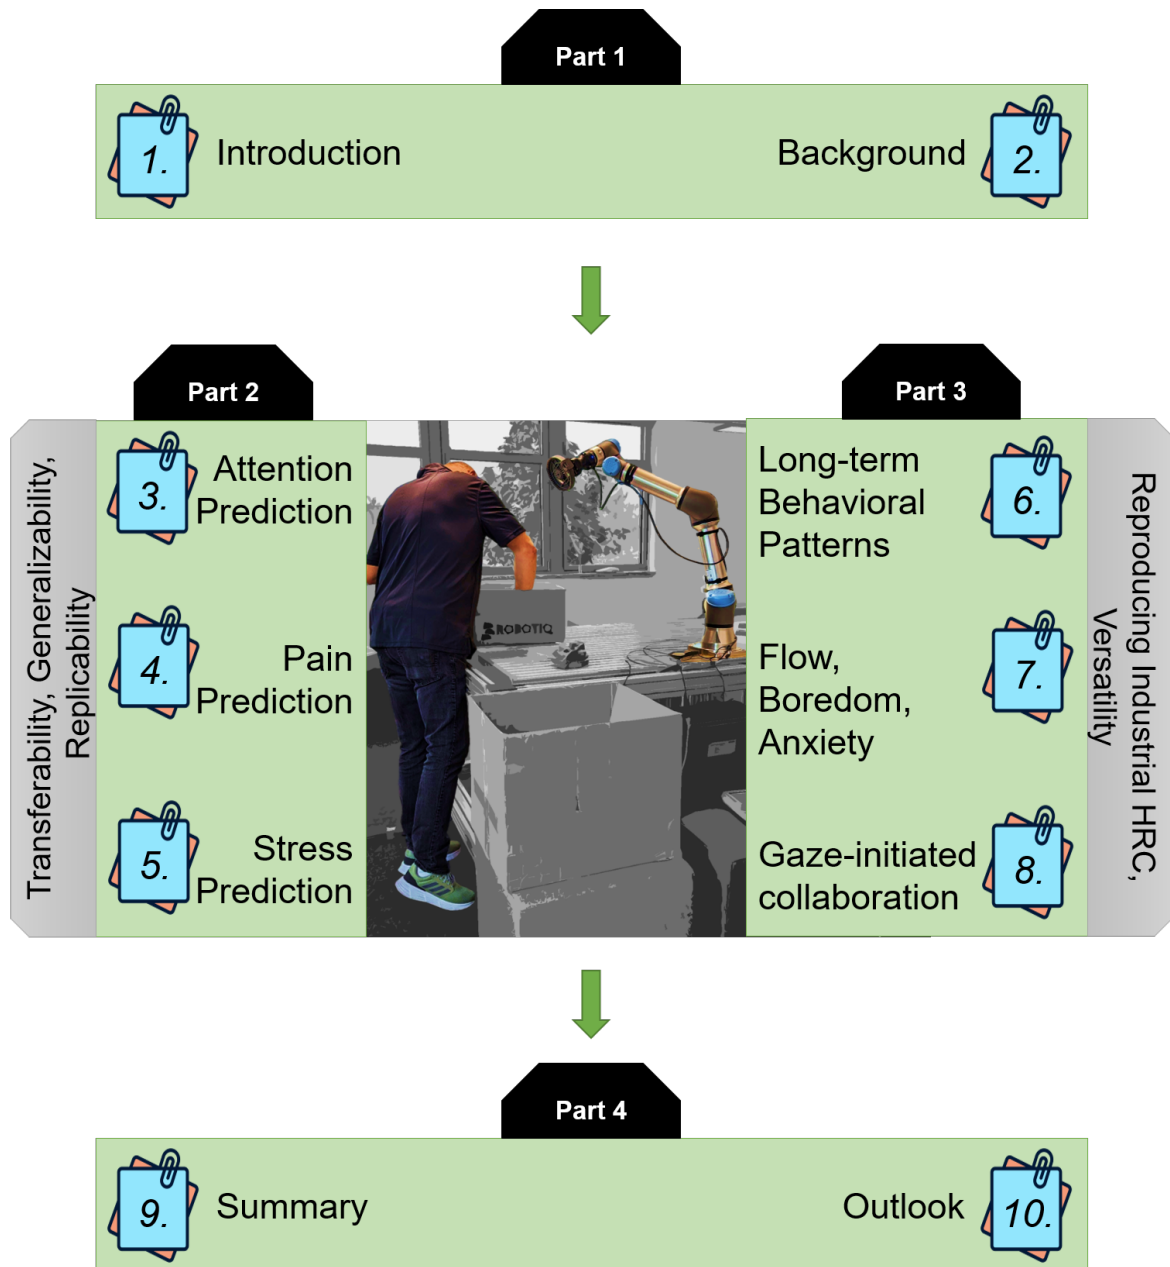 Part 1
1.
Introduction
Background
2.
Part 2
Transferability, Generalizability,
Replicability
3.
Attention
Prediction
4.
Pain
Prediction
5.
Stress
Prediction
ROBOTIQ
Part 3
Long-term
Behavioral
Patterns
6.
Flow,
Boredom,
Anxiety
7.
Gaze-initiated
collaboration
8.
Reproducing Industrial HRC,
Versatility
Part 4
9.
Summary
Outlook
10.